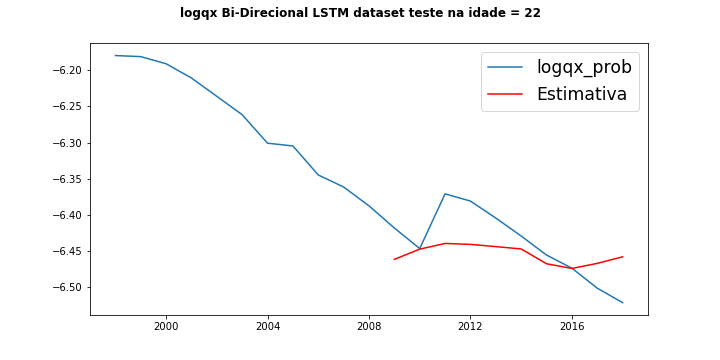 logqx Bi-Direcional LSTM dataset teste na idade = 22
logqx_prob
Estimativa
−6.20
−6.25
−6.30
−6.35
−6.40
−6.45
−6.50
2000 2004 2008 2012 2016